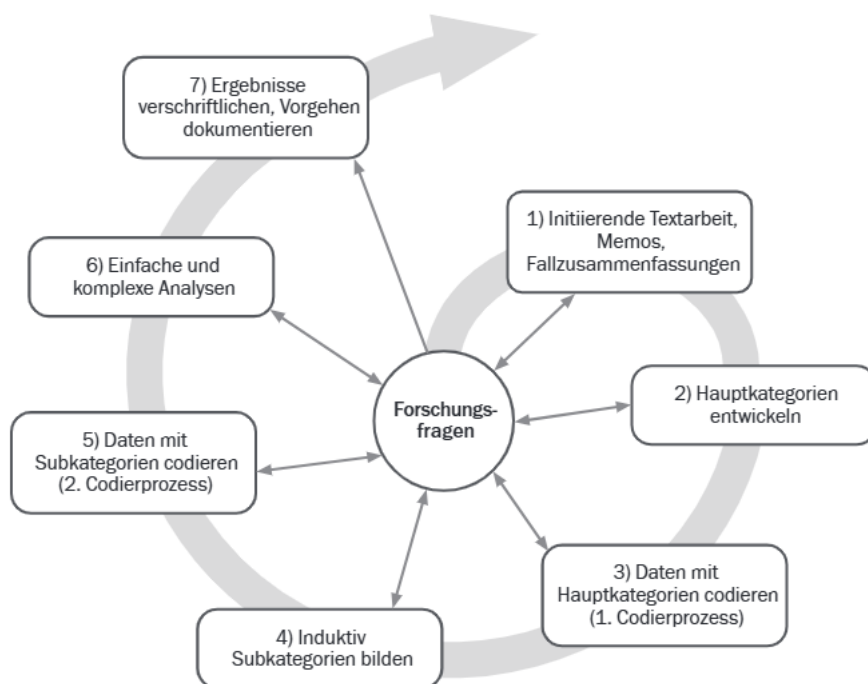 7) Ergebnisse
verschriftlichen, Vorgehen
dokumentieren
1) Initiierende Textarbeit,
Memos,
Fallzusammenfassungen
6) Einfache und
komplexe Analysen
2) Hauptkategorien
entwickeln
Forschungs-
fragen
5) Daten mit
Subkategorien codieren
(2. Codierprozess)
3) Daten mit
Hauptkategorien codieren
(1. Codierprozess)
4) Induktiv
Subkategorien bilden